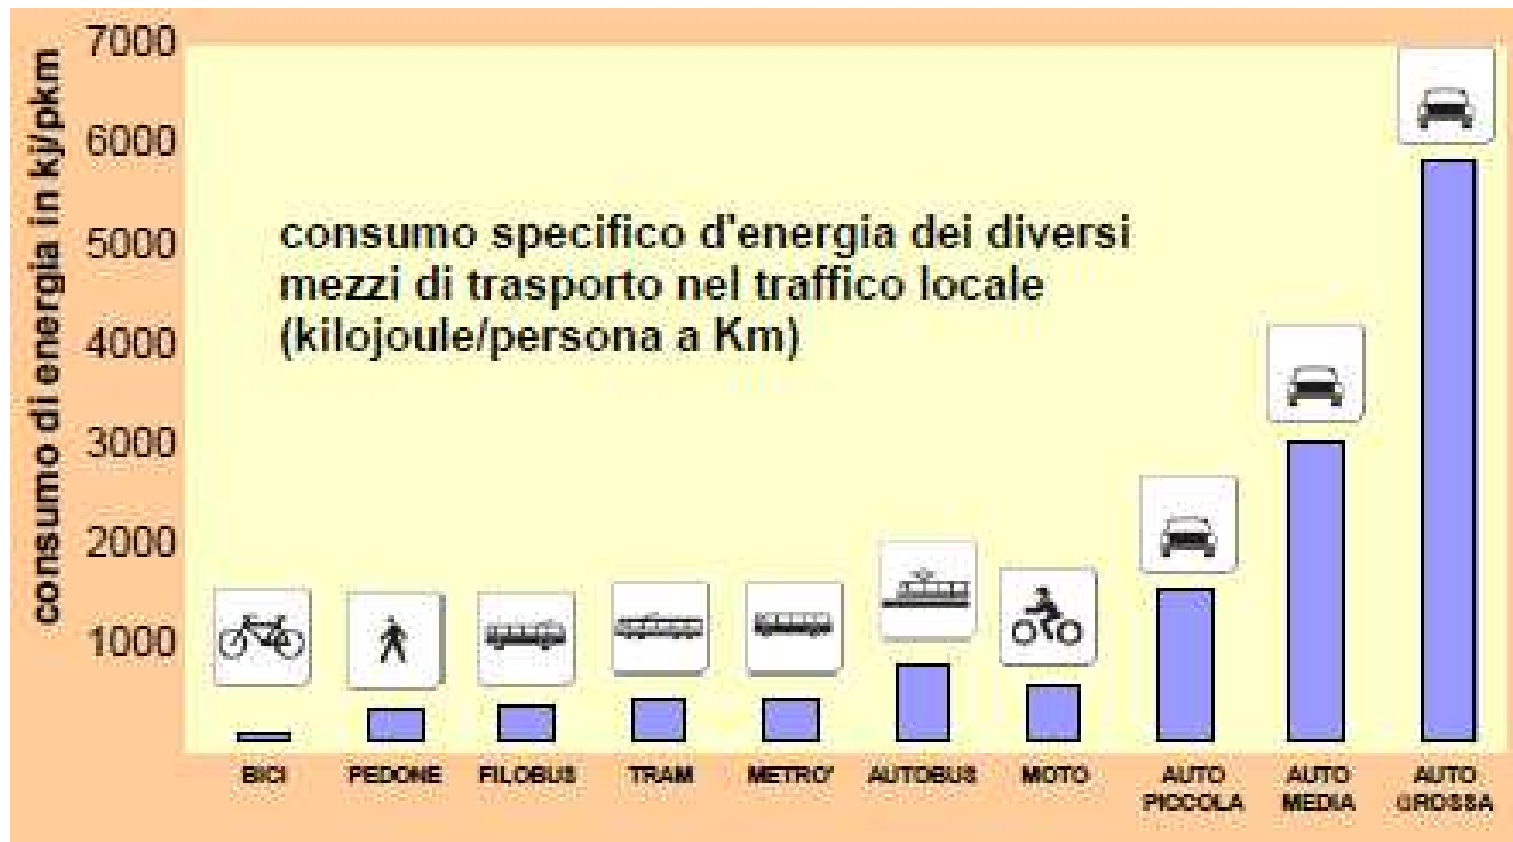 7000
6000
5000
4000
3000
2000
1000
consumo di energia in kj/pkm
consumo specifico d'energia dei diversi
mezzi di trasporto nel traffico locale
(kilojoule/persona a Km)
BICI
PEDONE
FILOBUS
TRAM
METRO'
AUTOBUS
MOTO
AUTO
PICCOLA
AUTO
MEDIA
AUTO
GROSSA